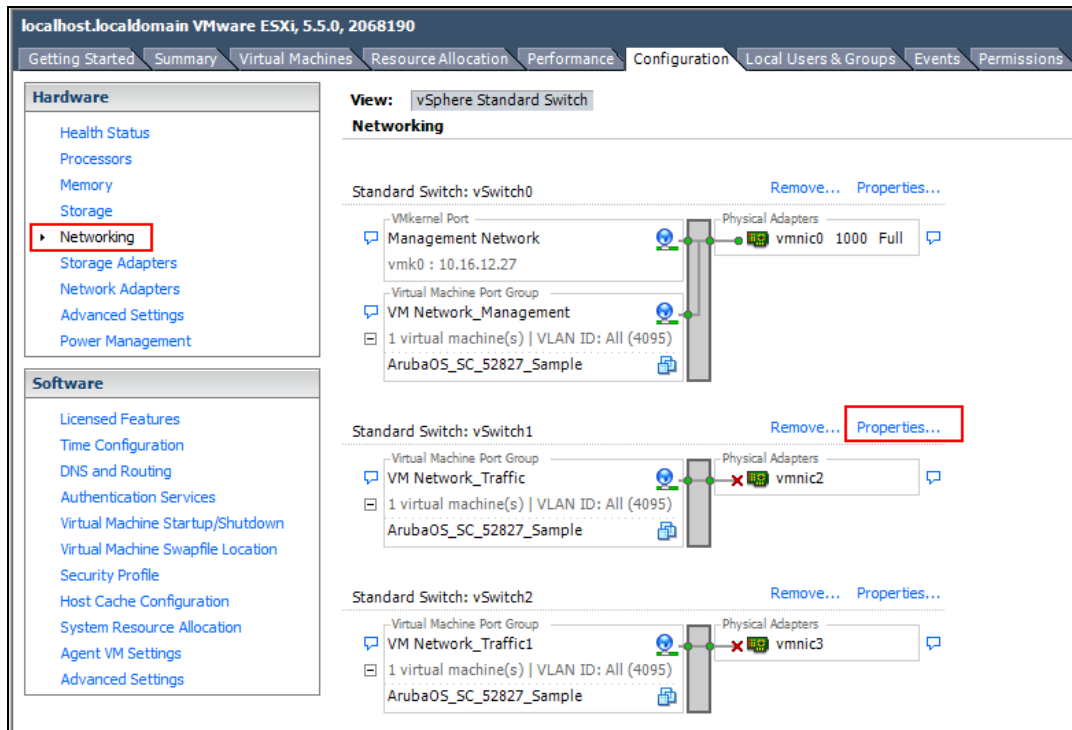 localhost.localdomain VMware ESXi, 5.5.0, 2068190
Getting Started Summary Virtual Machines Resource Allocation Performance Configuration Local Users & Groups Events Permissions
Hardware
Health Status
Processors
Memory
Storage
Networking
Storage Adapters
Network Adapters
Advanced Settings
Power Management
Software
Licensed Features
Time Configuration
DNS and Routing
Authentication Services
Virtual Machine Startup/Shutdown
Virtual Machine Swapfile Location
Security Profile
Host Cache Configuration
System Resource Allocation
Agent VM Settings
Advanced Settings
View: vSphere Standard Switch
Networking
Standard Switch: vSwitch0 Remove... Properties...
VMkernel Port Physical Adapters
Management Network vmnic0 1000 Full
vmk0 : 10.16.12.27
Virtual Machine Port Group
VM Network_Management
1 virtual machine(s) | VLAN ID: All (4095)
ArubaOS_SC_52827_Sample
Standard Switch: vSwitch1 Remove... Properties...
Virtual Machine Port Group Physical Adapters
VM Network_Traffic vmnic2
1 virtual machine(s) | VLAN ID: All (4095)
ArubaOS_SC_52827_Sample
Standard Switch: vSwitch2 Remove... Properties...
Virtual Machine Port Group Physical Adapters
VM Network_Traffic1 vmnic3
1 virtual machine(s) | VLAN ID: All (4095)
ArubaOS_SC_52827_Sample